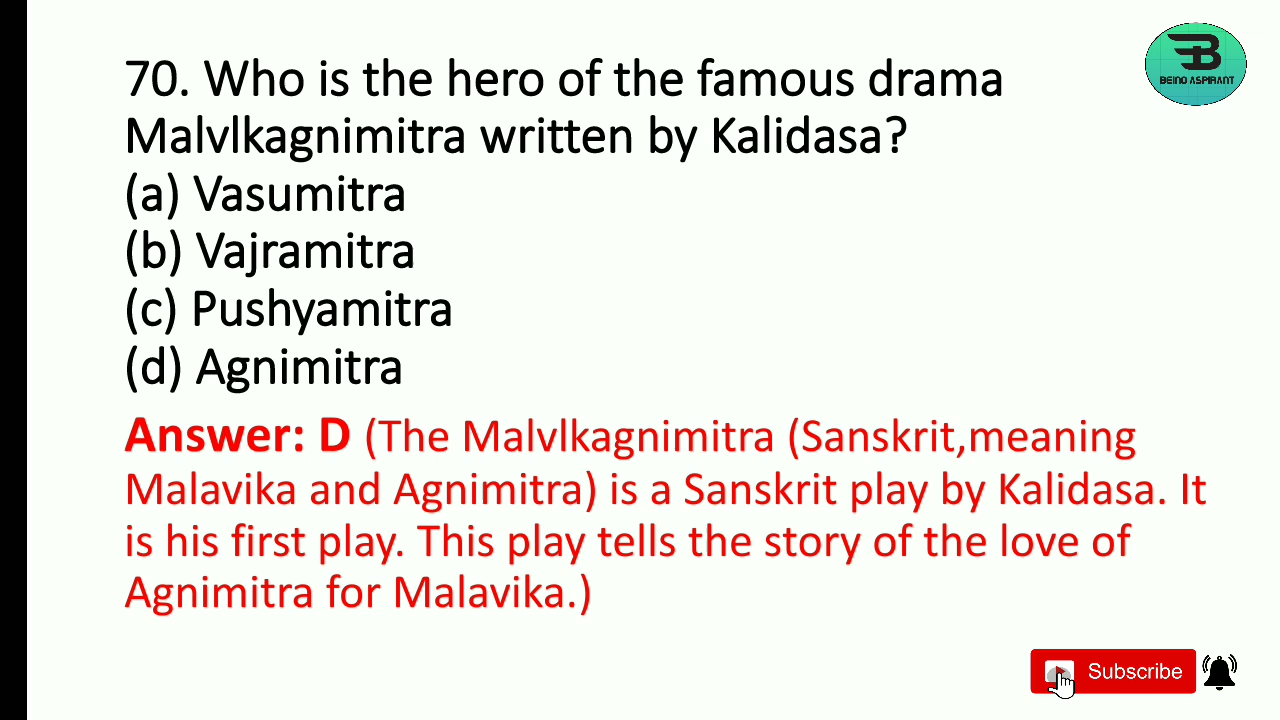 70. Who is the hero of the famous drama
Malvlkagnimitra written by Kalidasa?
(a) Vasumitra
(b) Vajramitra
(c) Pushyamitra
(d) Agnimitra
Answer: D (The Malvlkagnimitra (Sanskrit,meaning
Malavika and Agnimitra) is a Sanskrit play by Kalidasa. It
is his first play. This play tells the story of the love of
Agnimitra for Malavika.)
BEING ASPIRANT
Subscribe